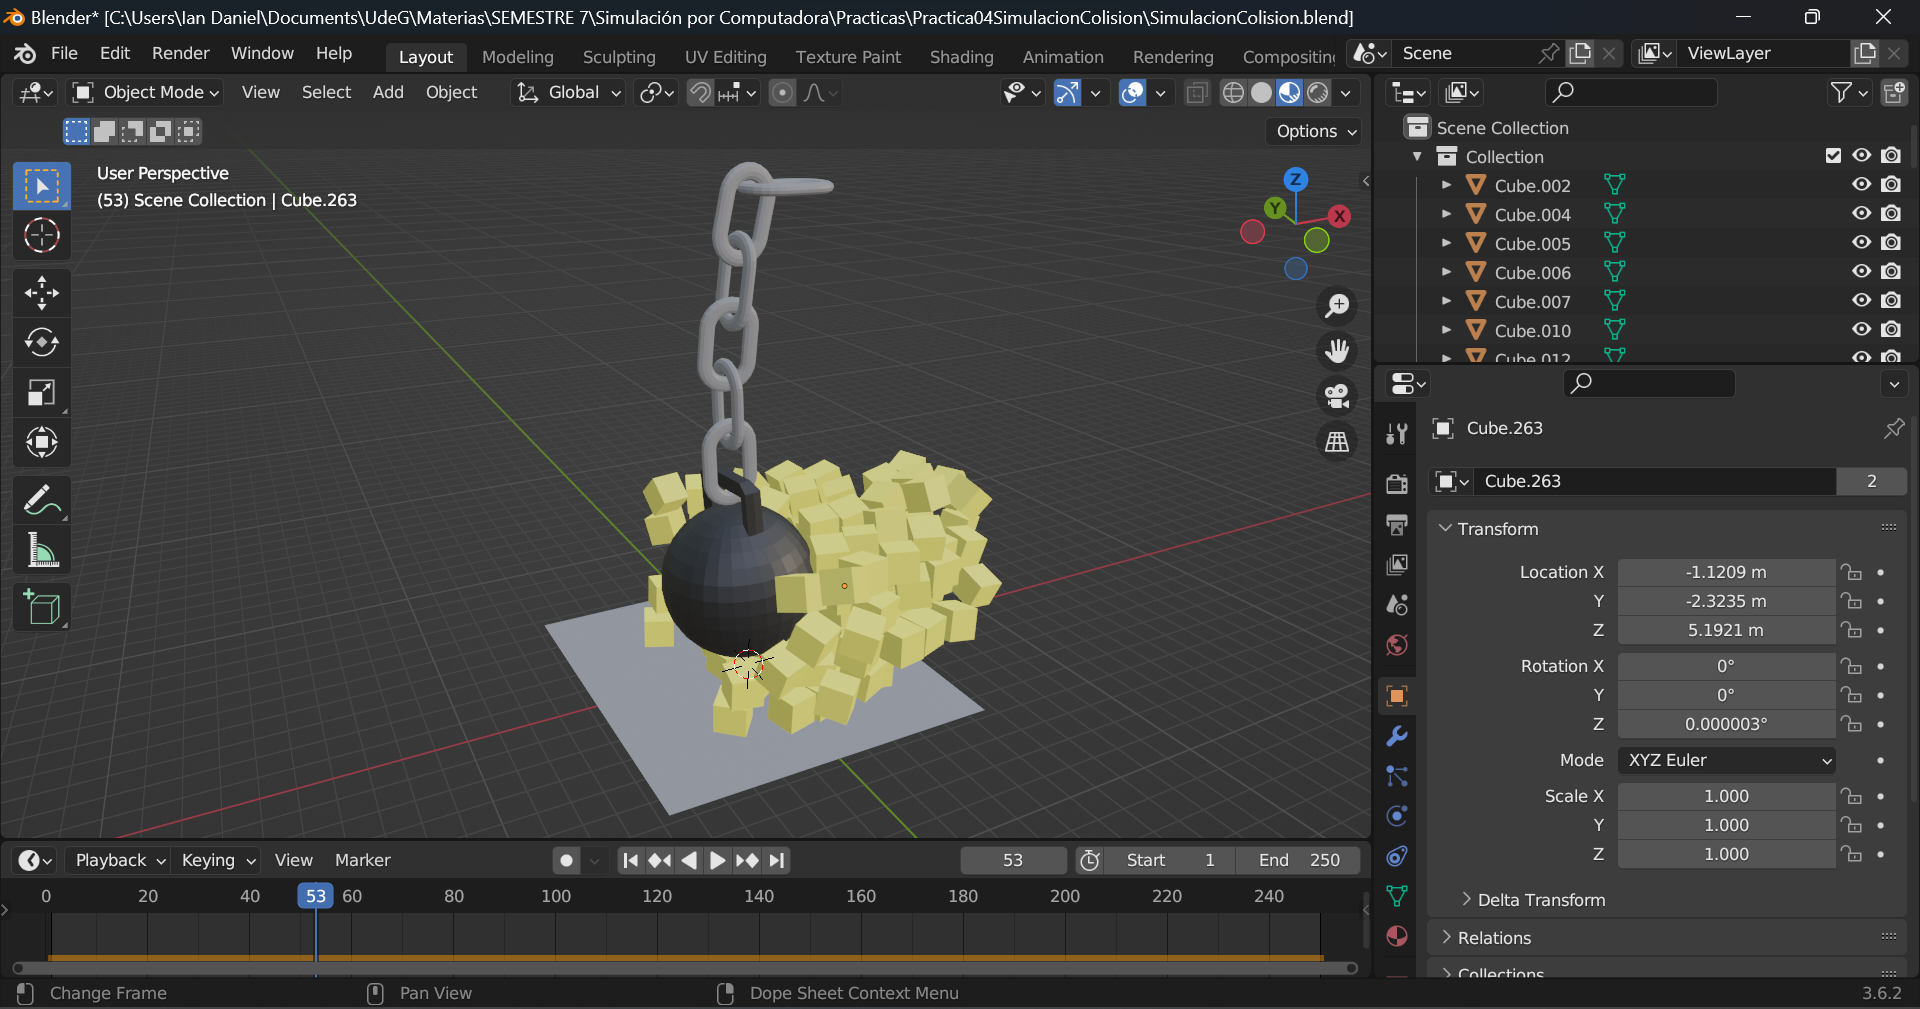 Blender* [C:\Users\Ian Daniel\Documents\UdeG\Materias\SEMESTRE 7\Simulación por Computadora\Practicas\Practica04SimulacionColision\SimulacionColision.blend]
File Edit Render Window Help Layout Modeling Sculpting UV Editing Texture Paint Shading Animation Rendering Compositing Scene ViewLayer
Object Mode View Select Add Object Global
Options
User Perspective
(53) Scene Collection | Cube.263
Z
Y
X
Scene Collection
Collection
Cube.002
Cube.004
Cube.005
Cube.006
Cube.007
Cube.010
Cube.012
Cube.263
Cube.263 2
Transform
Location X -1.1209 m
Y -2.3235 m
Z 5.1921 m
Rotation X 0°
Y 0°
Z 0.000003°
Mode XYZ Euler
Scale X 1.000
Y 1.000
Z 1.000
Delta Transform
Relations
Collections
Playback Keying View Marker 53 Start 1 End 250
0 20 40 53 60 80 100 120 140 160 180 200 220 240
Change Frame Pan View Dope Sheet Context Menu 3.6.2